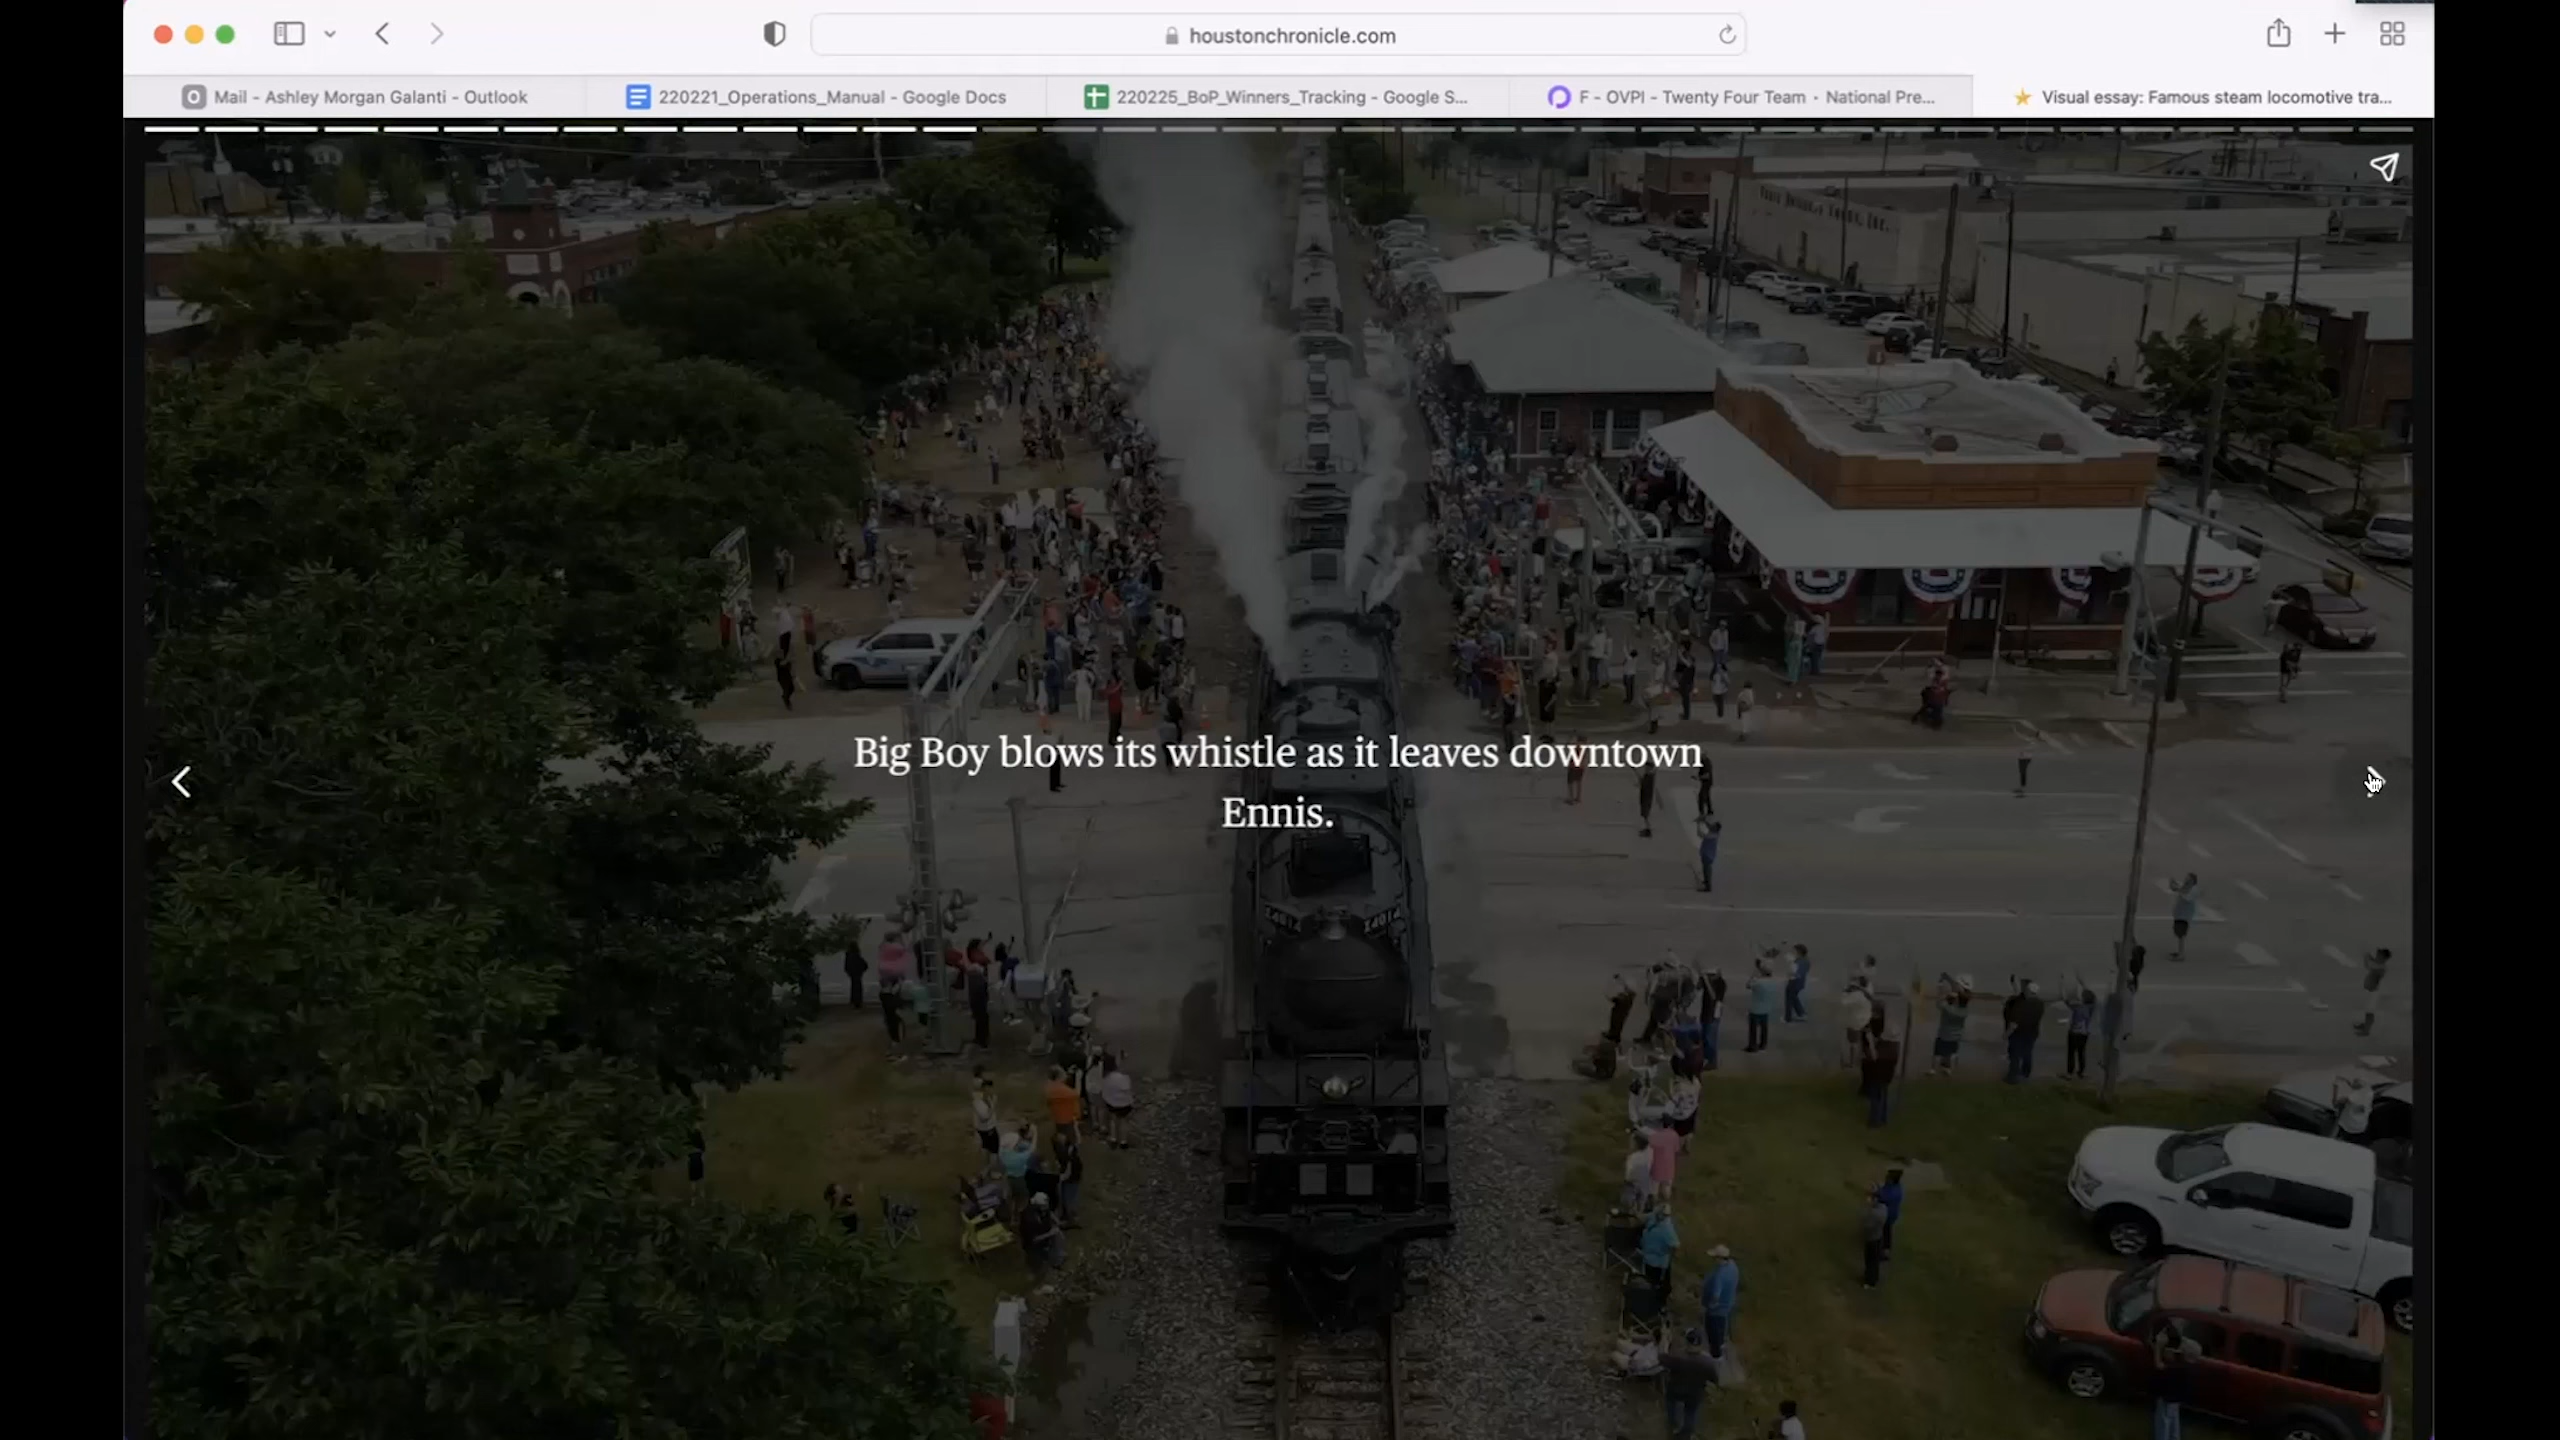 houstonchronicle.com
Mail - Ashley Morgan Galanti - Outlook
220221_Operations_Manual - Google Docs
220225_BoP_Winners_Tracking - Google S...
F - OVPI - Twenty Four Team · National Pre...
Visual essay: Famous steam locomotive tra...
Big Boy blows its whistle as it leaves downtown
Ennis.